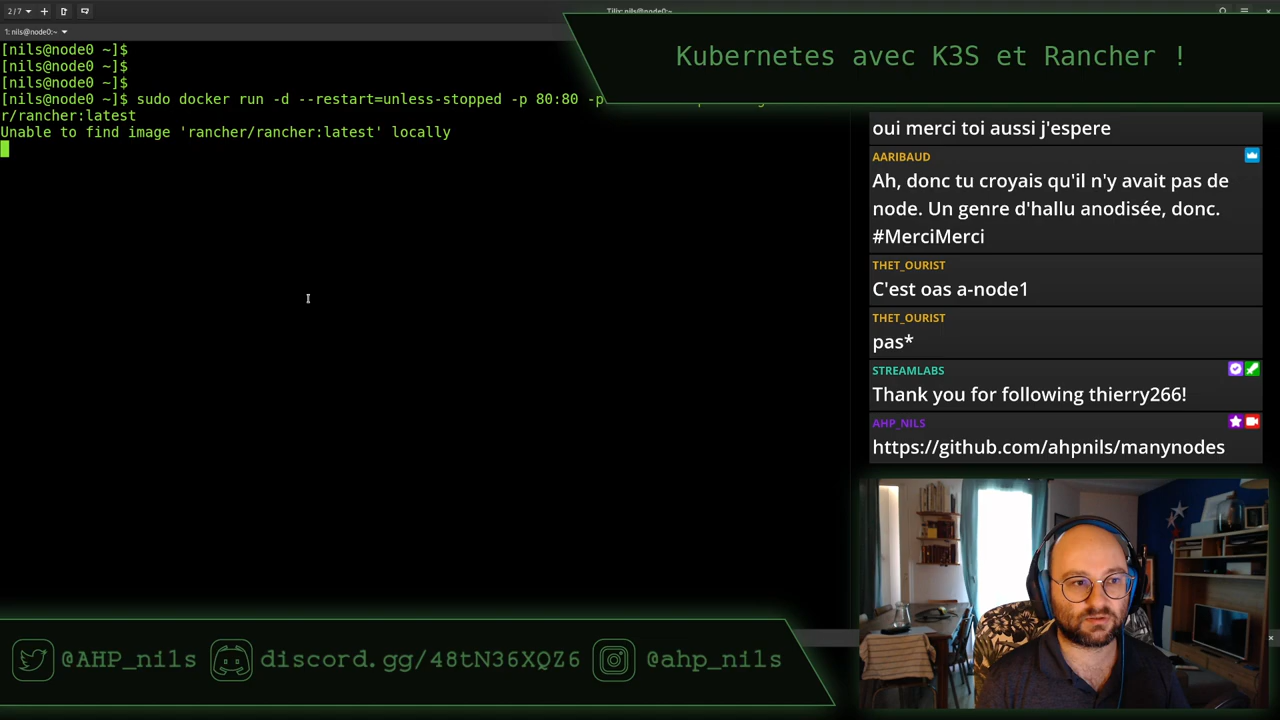 2/7
1: nils@node0:~
Tilix: nils@node0:~
Kubernetes avec K3S et Rancher !
[nils@node0 ~]$
[nils@node0 ~]$
[nils@node0 ~]$
[nils@node0 ~]$ sudo docker run -d --restart=unless-stopped -p 80:80 -p
r/rancher:latest
Unable to find image 'rancher/rancher:latest' locally
oui merci toi aussi j'espere
AARIBAUD
Ah, donc tu croyais qu'il n'y avait pas de
node. Un genre d'hallu anodisée, donc.
#MerciMerci
THET_OURIST
C'est oas a-node1
THET_OURIST
pas*
STREAMLABS
Thank you for following thierry266!
AHP_NILS
https://github.com/ahpnils/manynodes
@AHP_nils
discord.gg/48tN36XQZ6
@ahp_nils